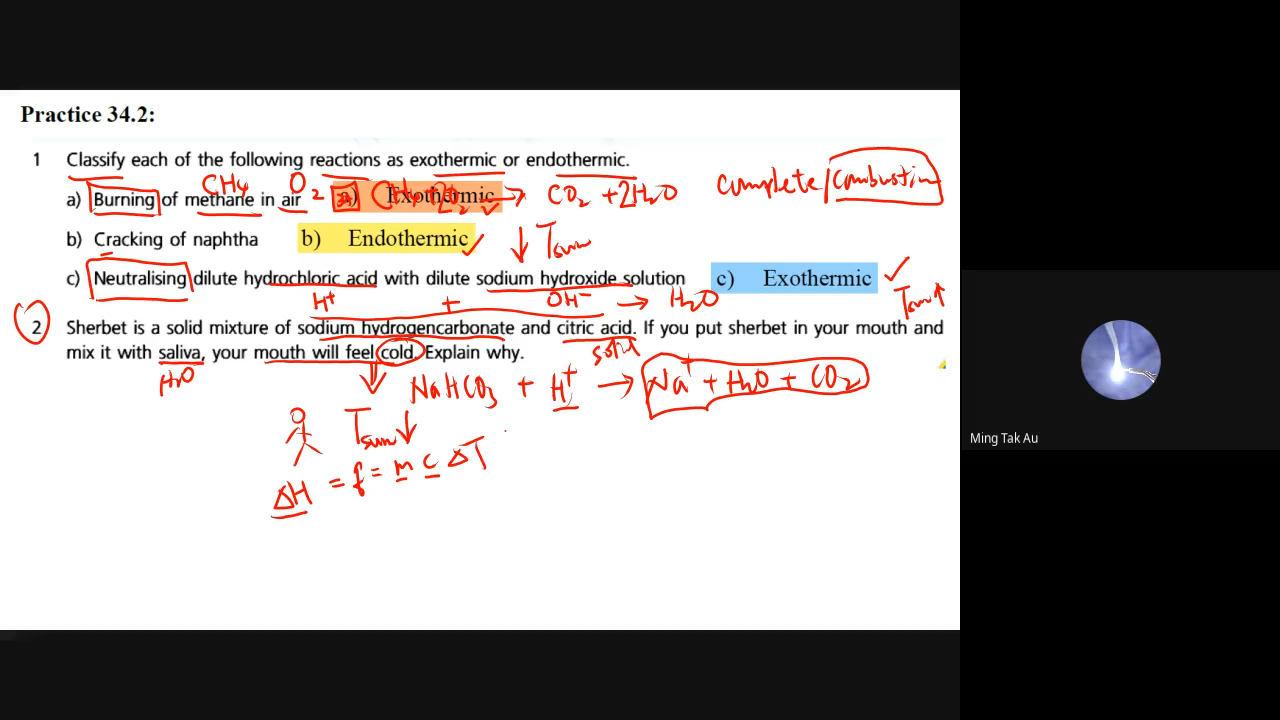 Practice 34.2:
1 Classify each of the following reactions as exothermic or endothermic.
CH4 O2 complete/combustion
a) Burning of methane in air a) Exothermic CH4 + 2O2 → CO2 + 2H2O
b) Cracking of naphtha b) Endothermic ✓ ↓ Tsurr
c) Neutralising dilute hydrochloric acid with dilute sodium hydroxide solution c) Exothermic ✓
H+ + OH- → H2O Tsurr↑
2 Sherbet is a solid mixture of sodium hydrogencarbonate and citric acid. If you put sherbet in your mouth and
mix it with saliva, your mouth will feel cold. Explain why.
H2O solid
NaHCO3 + H+ → Na+ + H2O + CO2
Tsurr ↓
ΔH = q = m c ΔT
Ming Tak Au